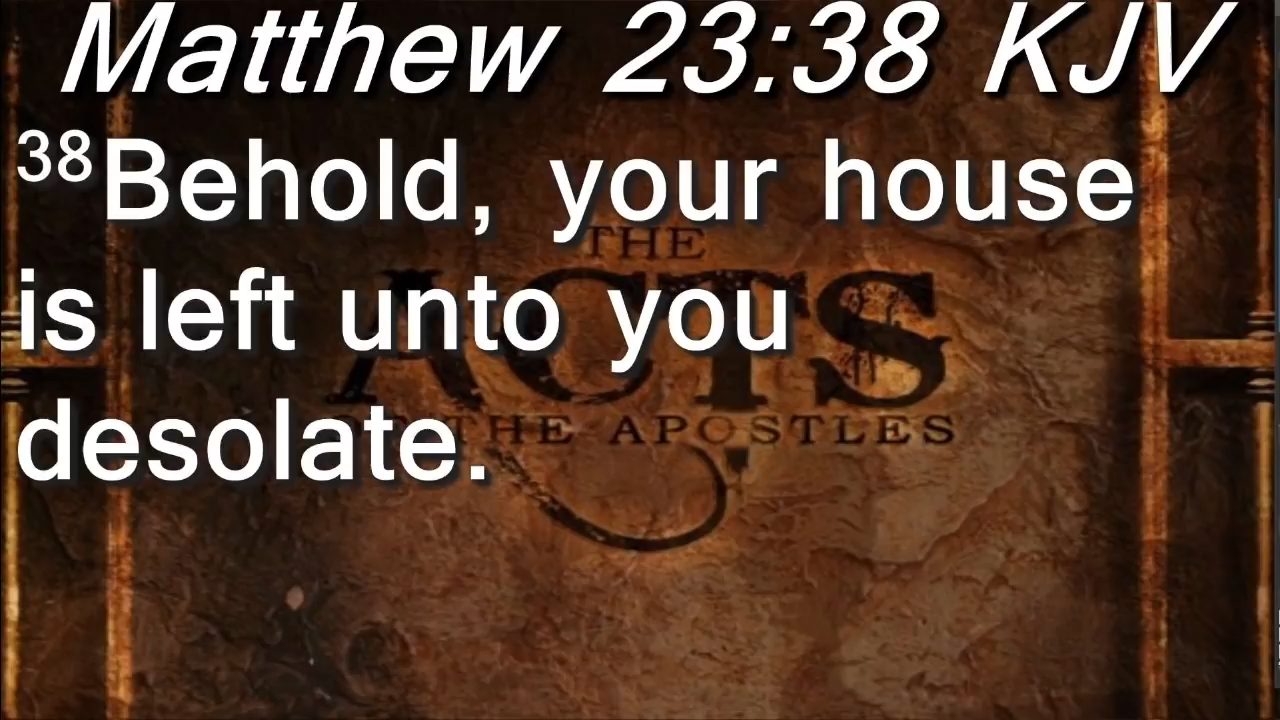 Matthew 23:38 KJV
38Behold, your house
THE
is left unto you
ACTS
desolate.
THE APOSTLES